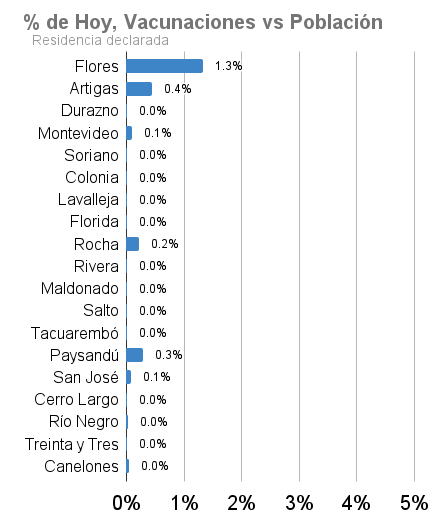 % de Hoy, Vacunaciones vs Población
Residencia declarada
Flores 1.3%
Artigas 0.4%
Durazno 0.0%
Montevideo 0.1%
Soriano 0.0%
Colonia 0.0%
Lavalleja 0.0%
Florida 0.0%
Rocha 0.2%
Rivera 0.0%
Maldonado 0.0%
Salto 0.0%
Tacuarembó 0.0%
Paysandú 0.3%
San José 0.1%
Cerro Largo 0.0%
Río Negro 0.0%
Treinta y Tres 0.0%
Canelones 0.0%
0% 1% 2% 3% 4% 5%